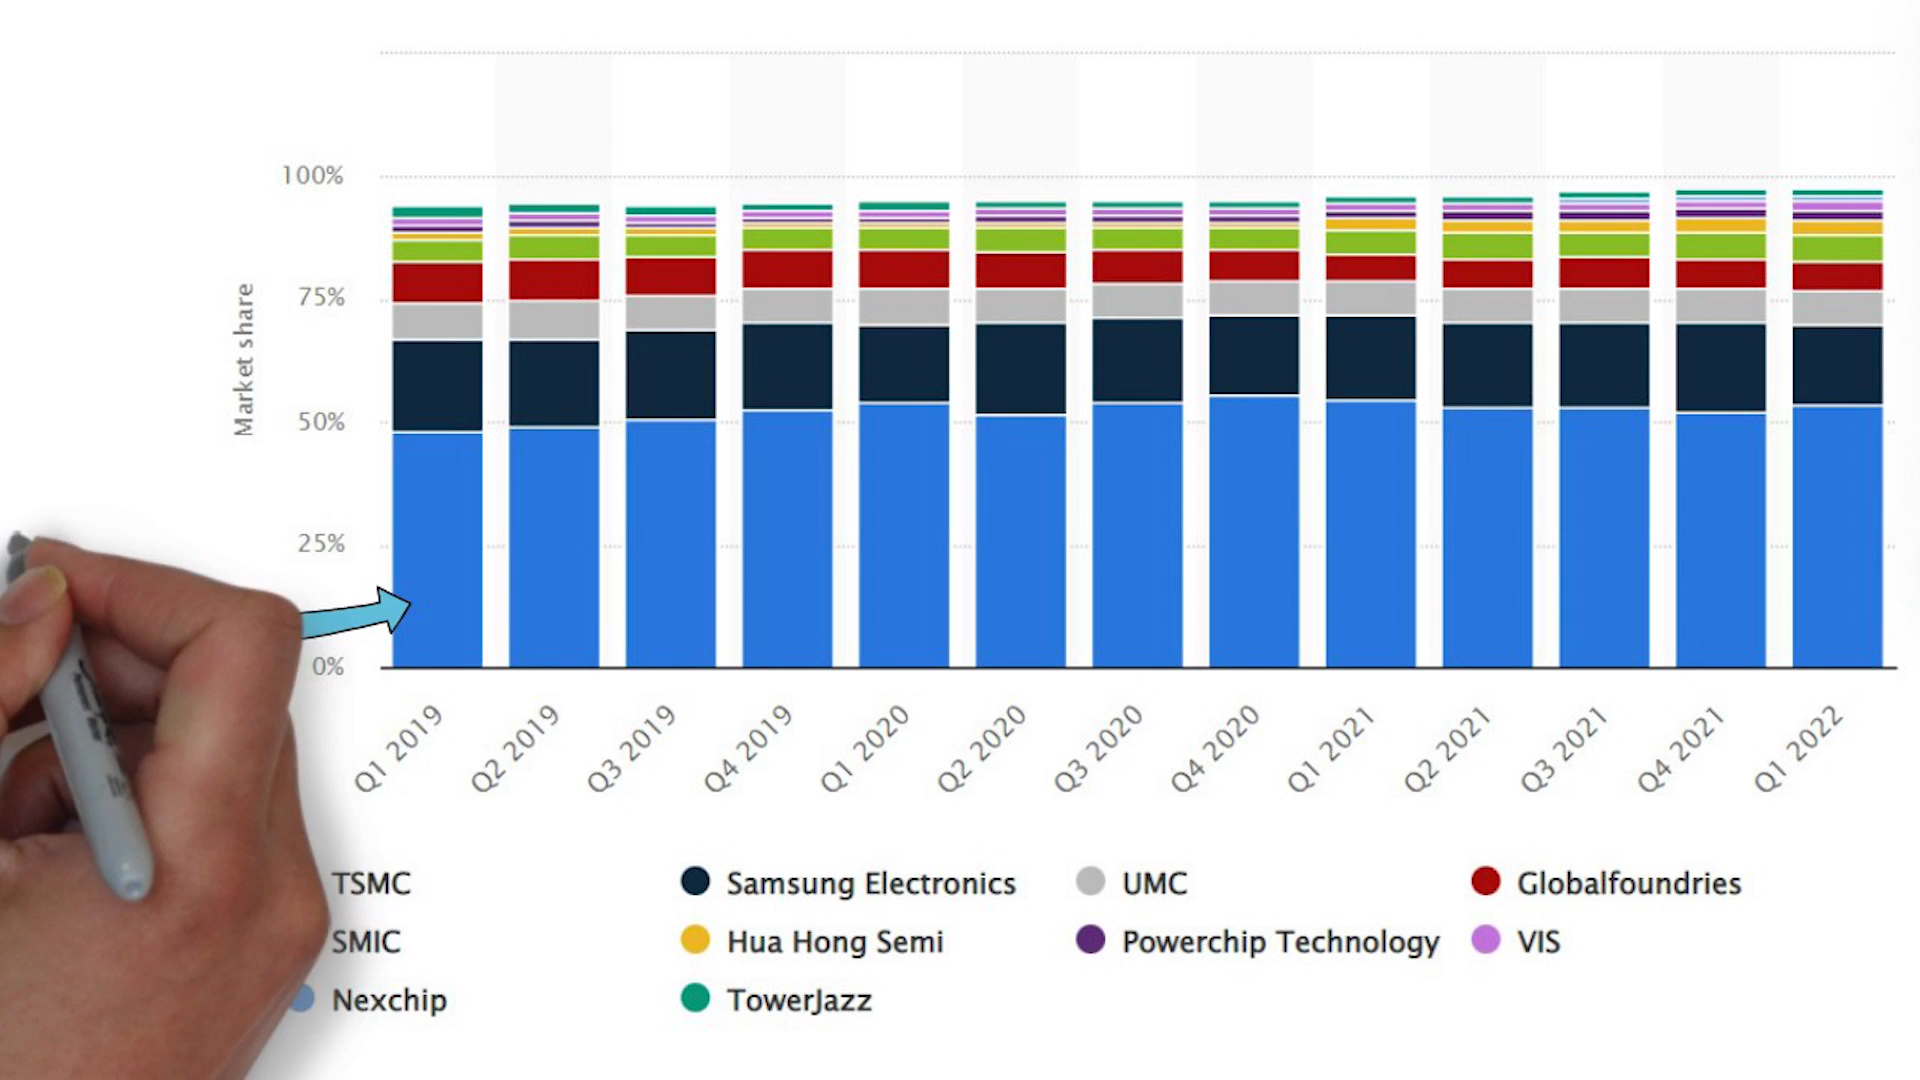 100%
75%
50%
25%
0%
Market share
Q1 2019
Q2 2019
Q3 2019
Q4 2019
Q1 2020
Q2 2020
Q3 2020
Q4 2020
Q1 2021
Q2 2021
Q3 2021
Q4 2021
Q1 2022
TSMC
Samsung Electronics
UMC
Globalfoundries
SMIC
Hua Hong Semi
Powerchip Technology
VIS
Nexchip
TowerJazz